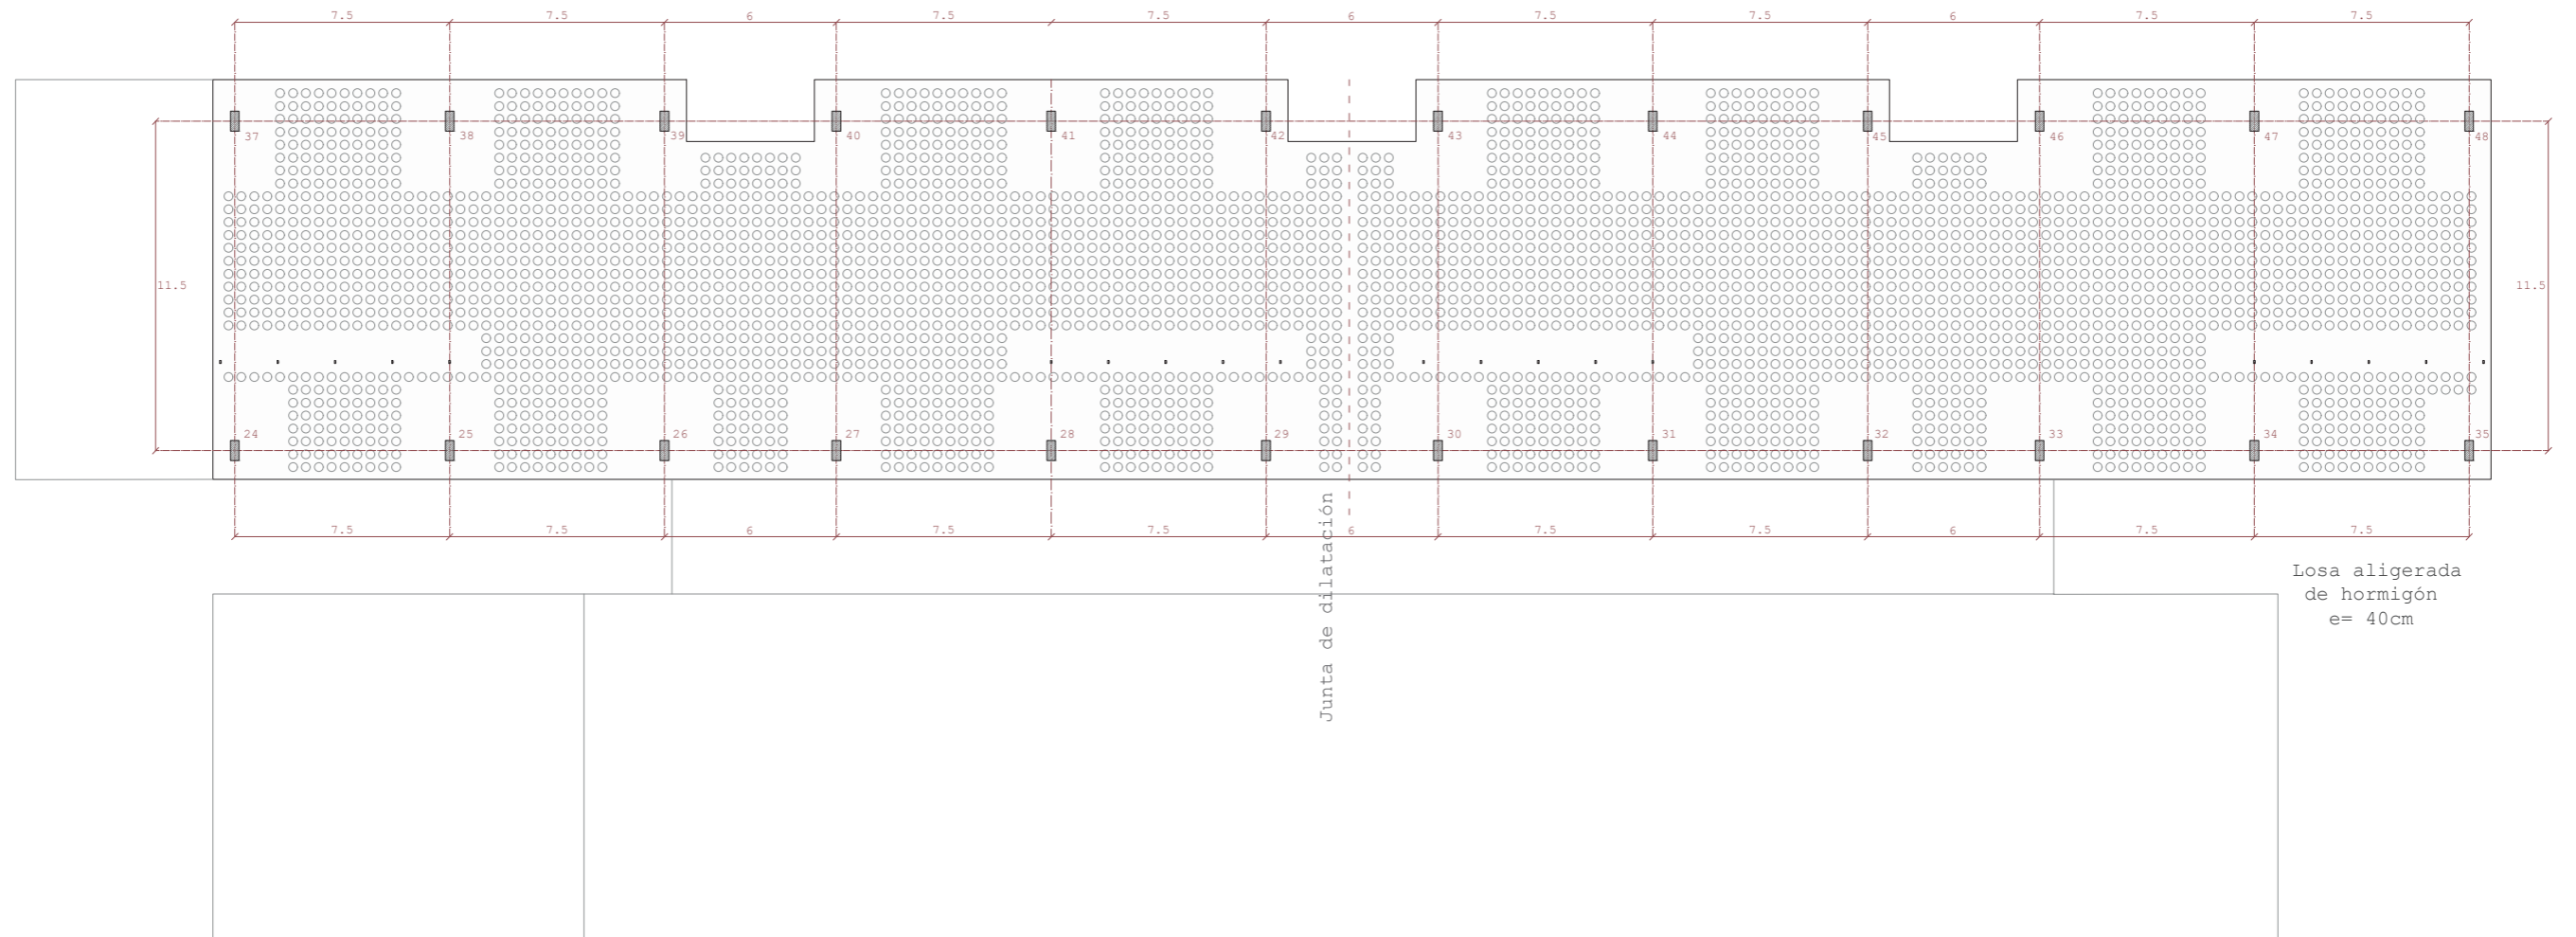 7.5 7.5 6 7.5 7.5 6 7.5 7.5 6 7.5 7.5
37 38 39 40 41 42 43 44 45 46 47 48
11.5 11.5
24 25 26 27 28 29 30 31 32 33 34 35
7.5 7.5 6 7.5 7.5 6 7.5 7.5 6 7.5 7.5
Junta de dilatación
Losa aligerada
de hormigón
e= 40cm